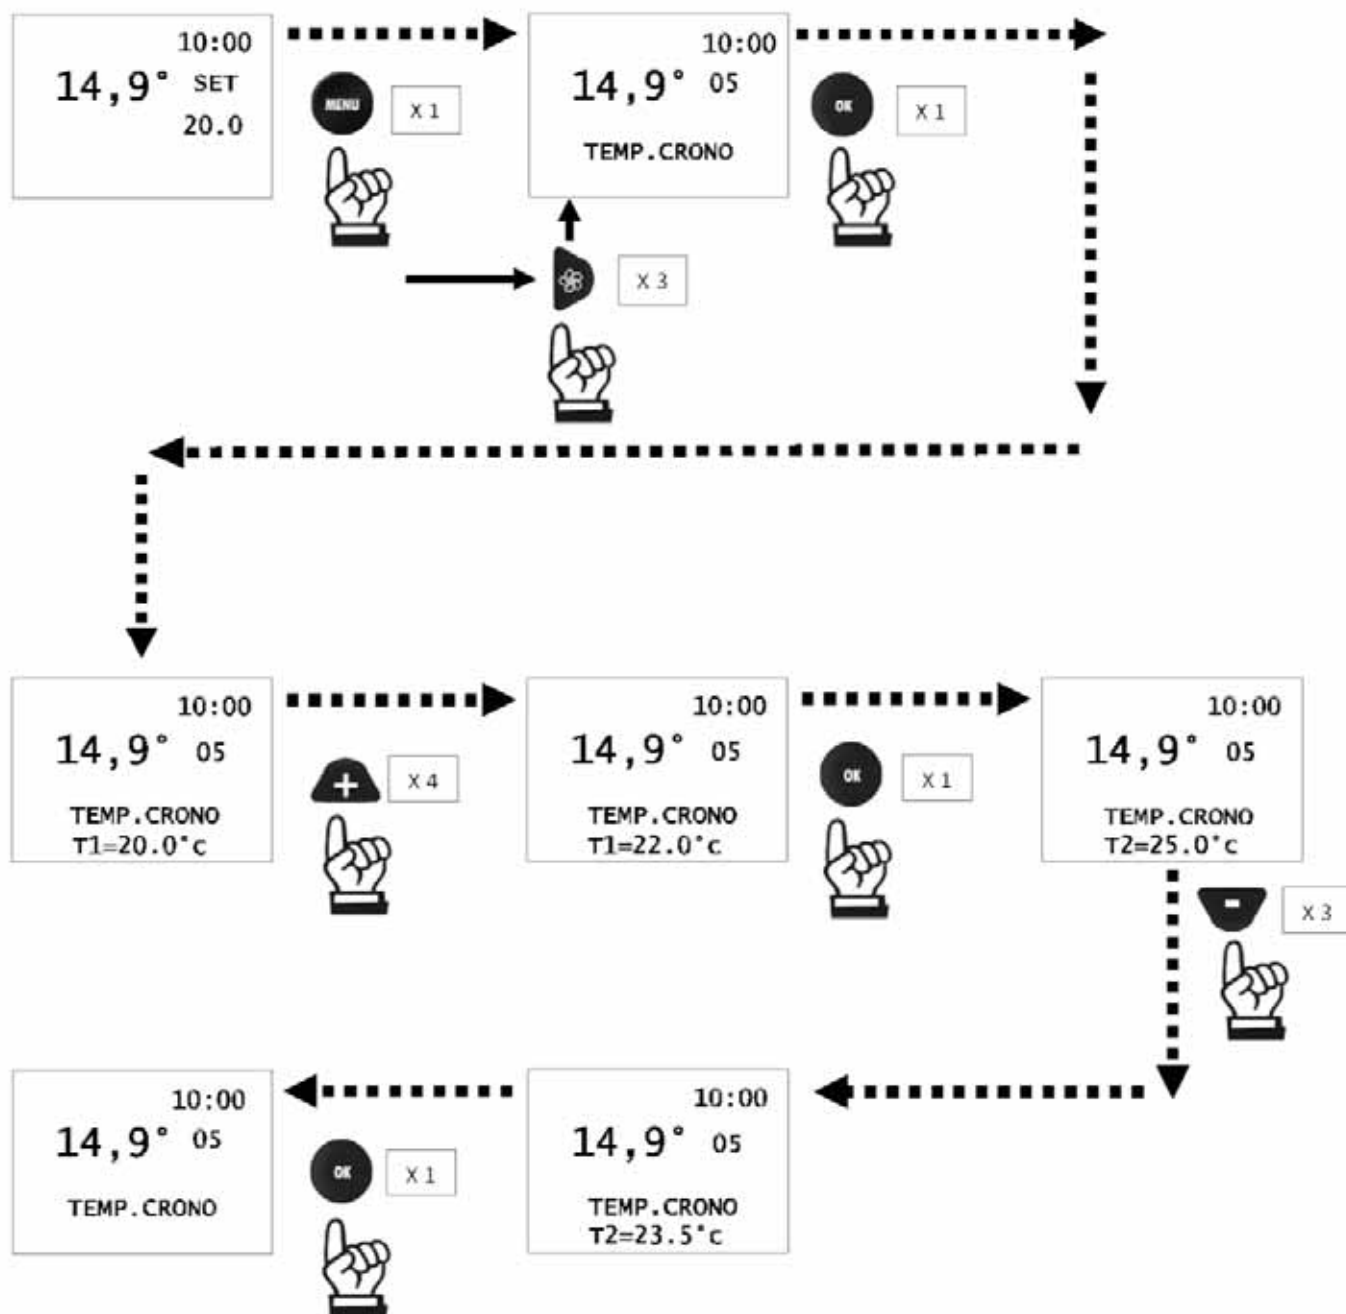 10:00
14,9° SET
20.0
MENU
X 1
10:00
14,9° 05
TEMP.CRONO
OK
X 1
X 3
10:00
14,9° 05
TEMP.CRONO
T1=20.0°c
+
X 4
10:00
14,9° 05
TEMP.CRONO
T1=22.0°c
OK
X 1
10:00
14,9° 05
TEMP.CRONO
T2=25.0°c
-
X 3
10:00
14,9° 05
TEMP.CRONO
OK
X 1
10:00
14,9° 05
TEMP.CRONO
T2=23.5°c